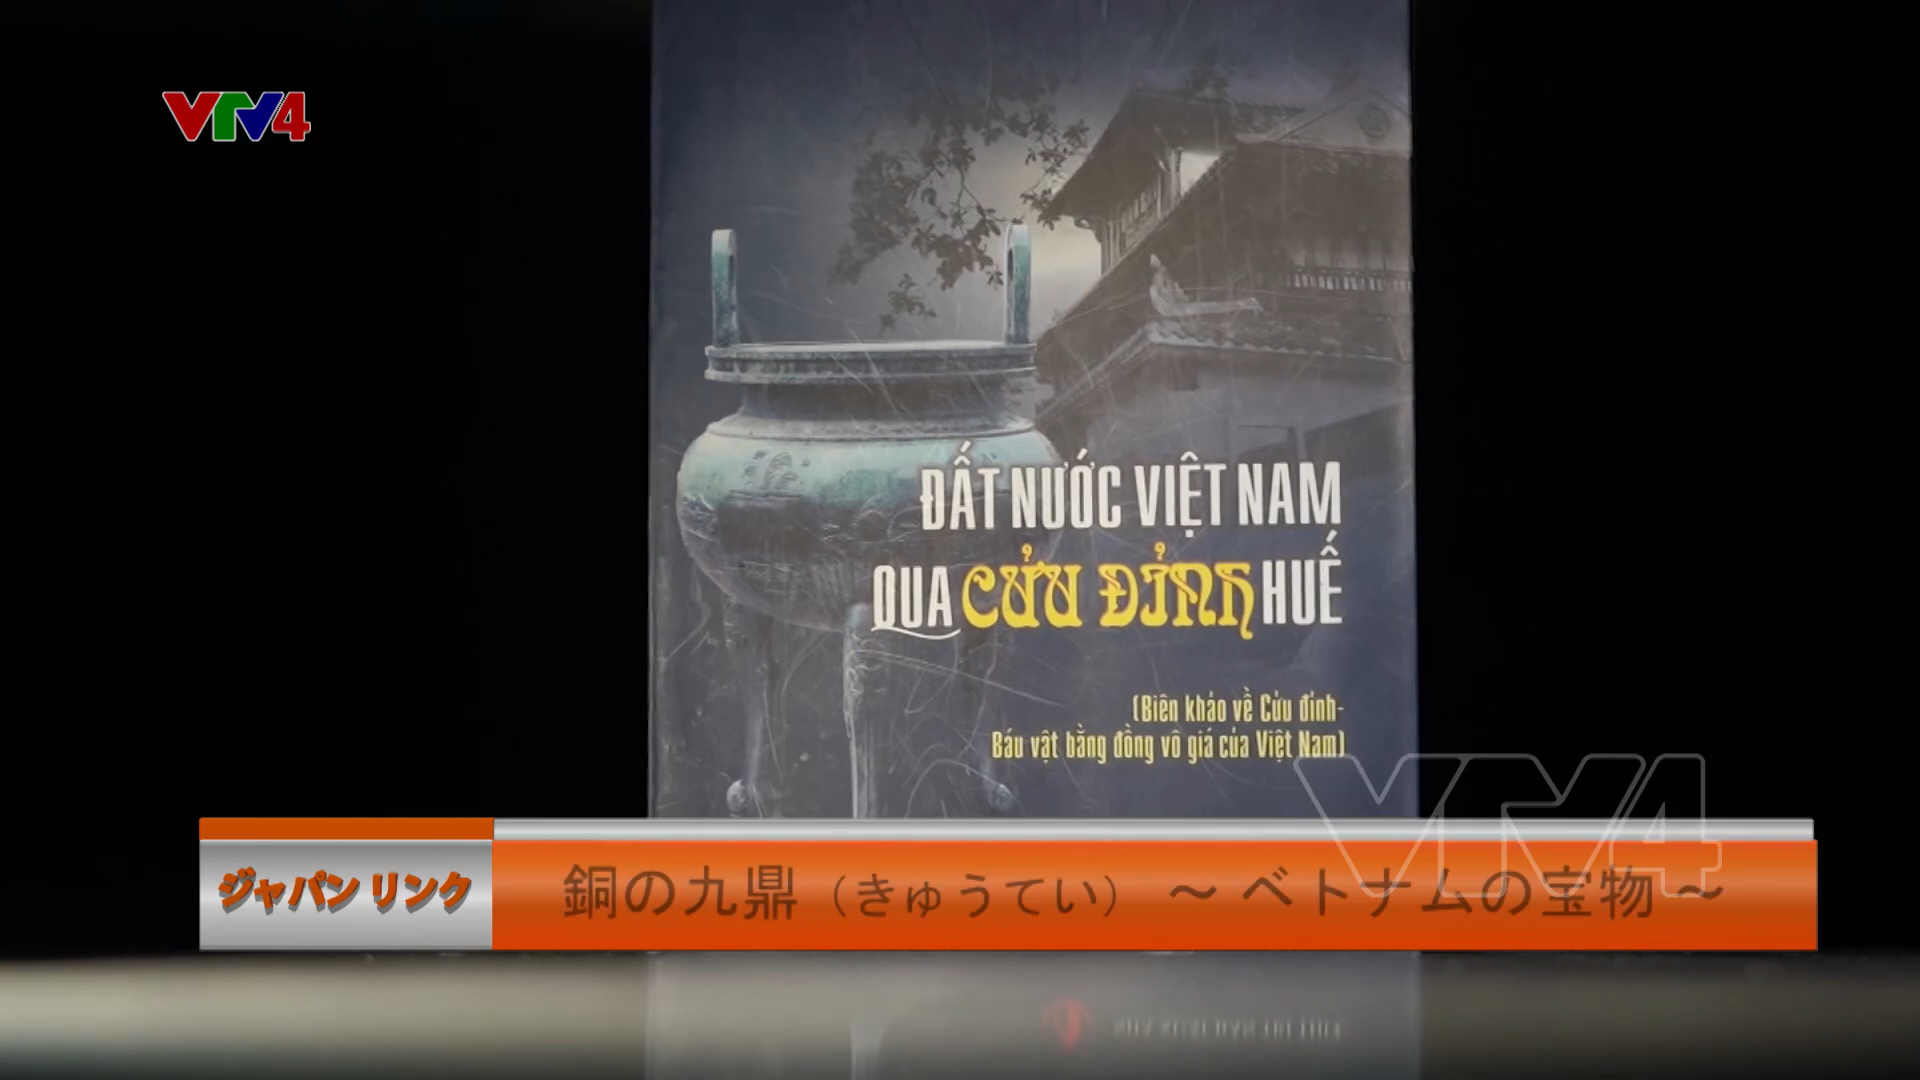 VTV4
ĐẤT NƯỚC VIỆT NAM
QUA CỬU ĐỈNH HUẾ
(Biên khảo về Cửu đỉnh-
Báu vật bằng đồng vô giá của Việt Nam)
VTV4
ジャパン リンク
銅の九鼎（きゅうてい） ～ ベトナムの宝物 ～